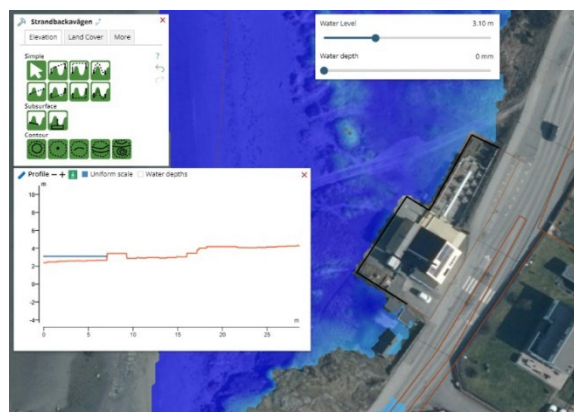 Strandbackavägen
Elevation Land Cover More
Simple
?
Subsurface
Contour
Water Level 3.10 m
Water depth 0 mm
Profile Uniform scale Water depths
m
10
8
6
4
2
0
-2
-4
0 5 10 15 20 25
m